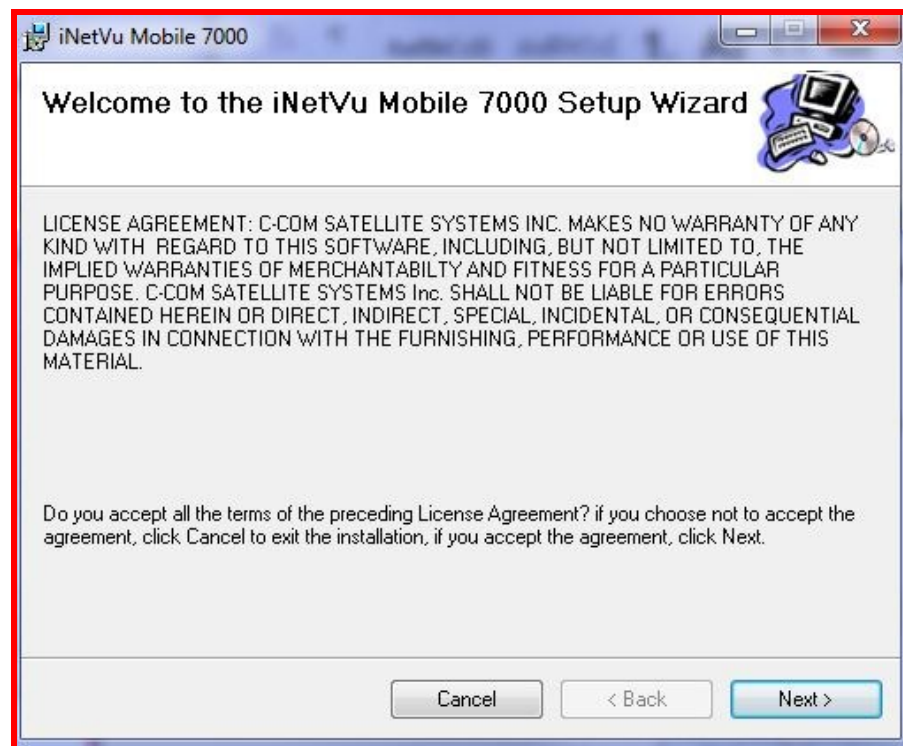 iNetVu Mobile 7000
Welcome to the iNetVu Mobile 7000 Setup Wizard
LICENSE AGREEMENT: C-COM SATELLITE SYSTEMS INC. MAKES NO WARRANTY OF ANY
KIND WITH  REGARD TO THIS SOFTWARE, INCLUDING, BUT NOT LIMITED TO, THE
IMPLIED WARRANTIES OF MERCHANTABILTY AND FITNESS FOR A PARTICULAR
PURPOSE. C-COM SATELLITE SYSTEMS Inc. SHALL NOT BE LIABLE FOR ERRORS
CONTAINED HEREIN OR DIRECT, INDIRECT, SPECIAL, INCIDENTAL, OR CONSEQUENTIAL
DAMAGES IN CONNECTION WITH THE FURNISHING, PERFORMANCE OR USE OF THIS
MATERIAL.
Do you accept all the terms of the preceding License Agreement? if you choose not to accept the
agreement, click Cancel to exit the installation, if you accept the agreement, click Next.
Cancel < Back Next >